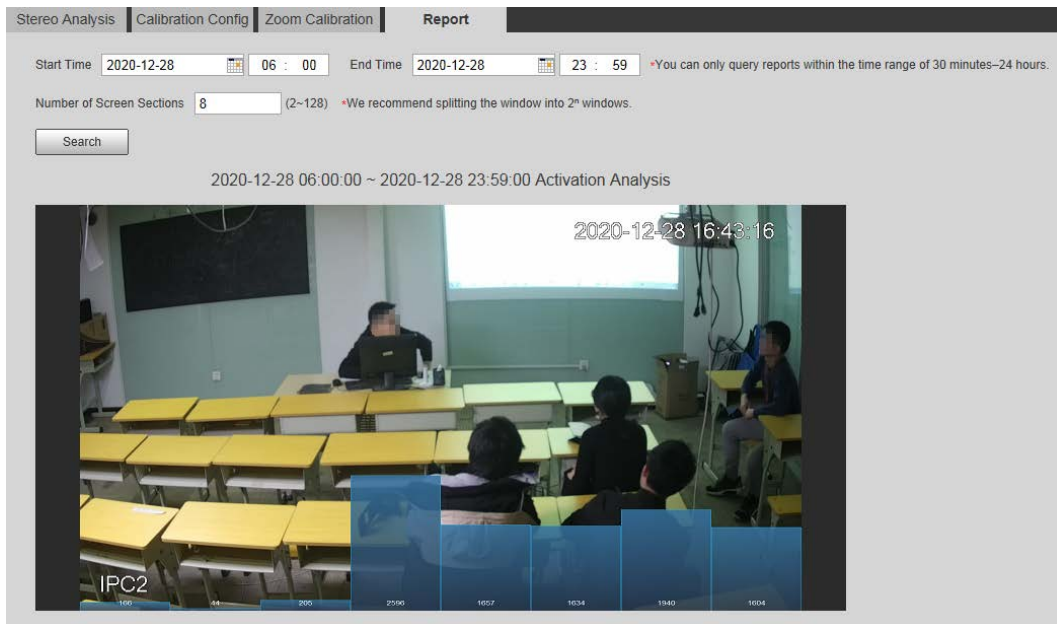 Stereo Analysis Calibration Config Zoom Calibration Report
Start Time 2020-12-28 06 : 00 End Time 2020-12-28 23 : 59 *You can only query reports within the time range of 30 minutes–24 hours.
Number of Screen Sections 8 (2~128) *We recommend splitting the window into 2ⁿ windows.
Search
2020-12-28 06:00:00 ~ 2020-12-28 23:59:00 Activation Analysis
2020-12-28 16:43:16
IPC2
166 44 205 2596 1657 1634 1940 1604